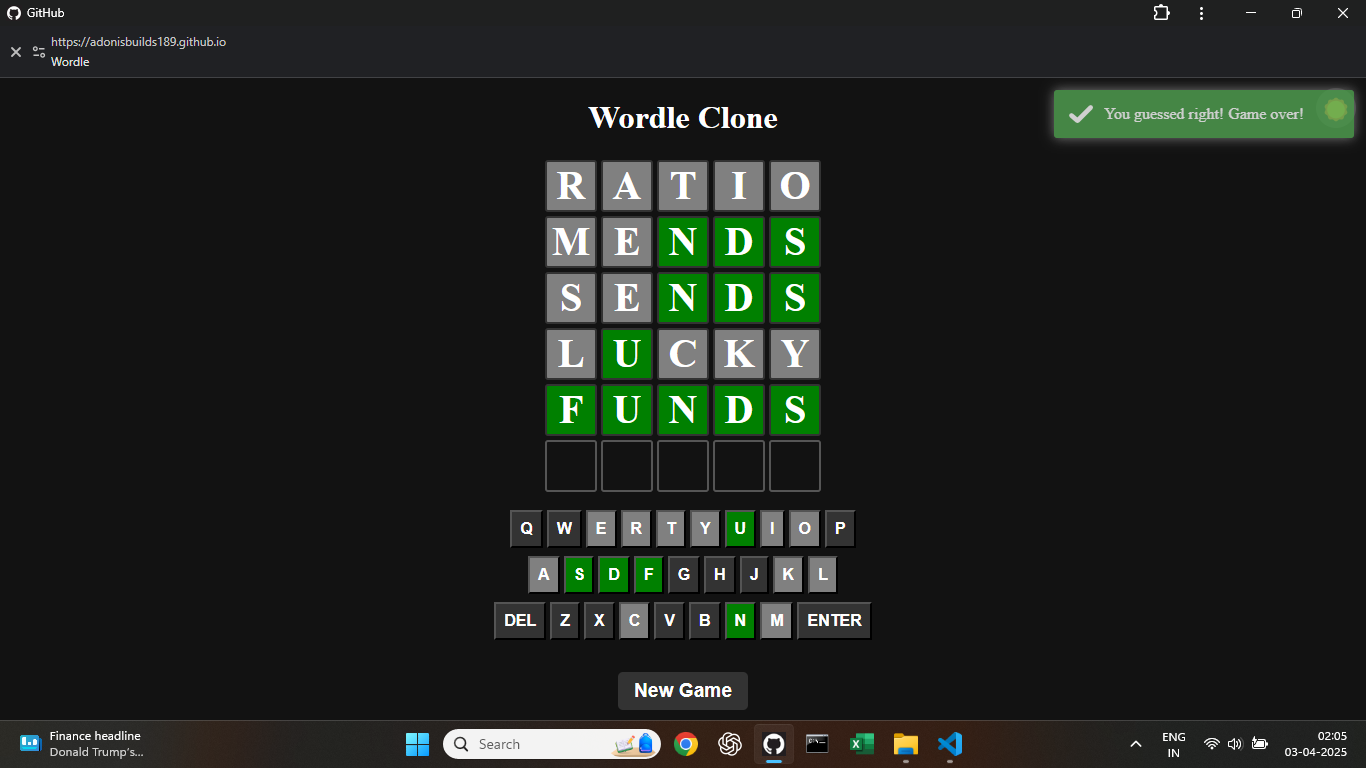 GitHub
https://adonisbuilds189.github.io
Wordle
Wordle Clone
You guessed right! Game over!
R A T I O
M E N D S
S E N D S
L U C K Y
F U N D S
Q W E R T Y U I O P
A S D F G H J K L
DEL Z X C V B N M ENTER
New Game
Finance headline
Donald Trump's...
Search
ENG
IN
02:05
03-04-2025